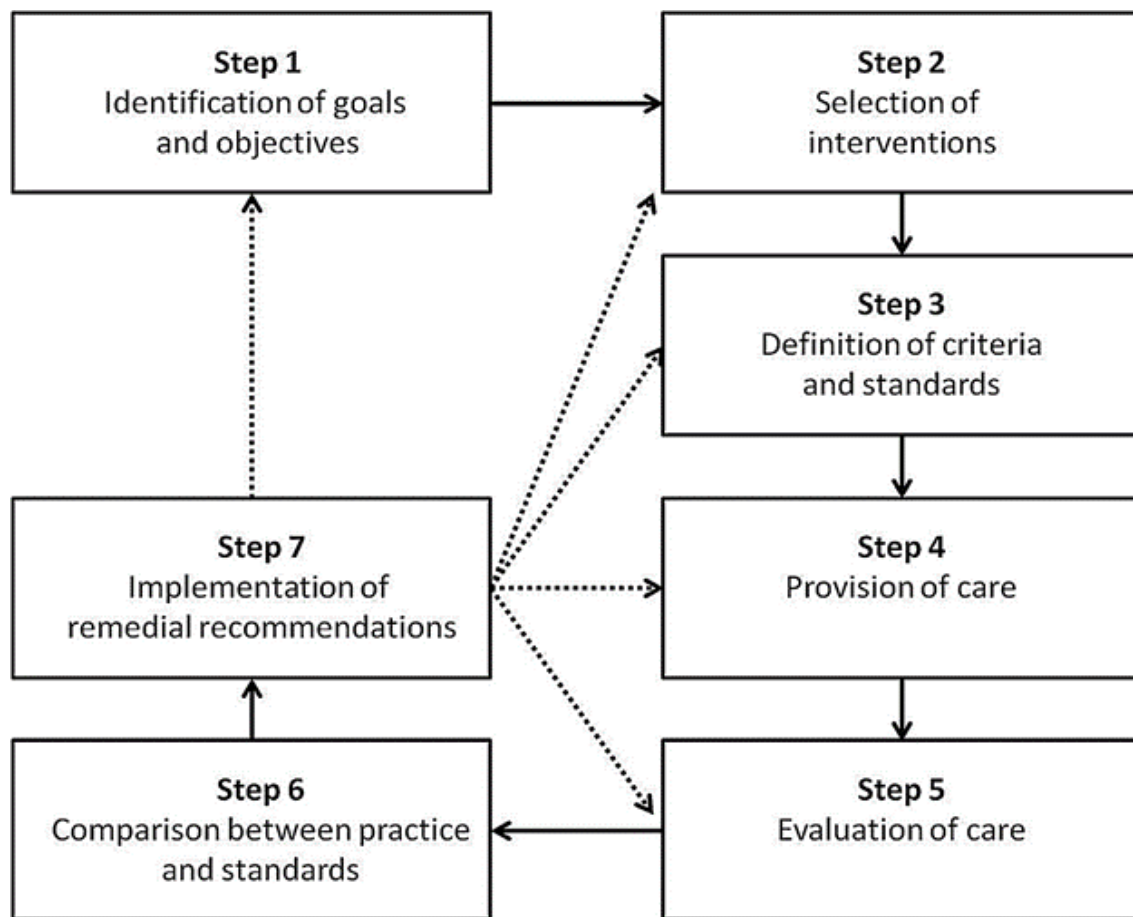 Step 1
Identification of goals
and objectives
Step 2
Selection of
interventions
Step 3
Definition of criteria
and standards
Step 4
Provision of care
Step 5
Evaluation of care
Step 6
Comparison between practice
and standards
Step 7
Implementation of
remedial recommendations